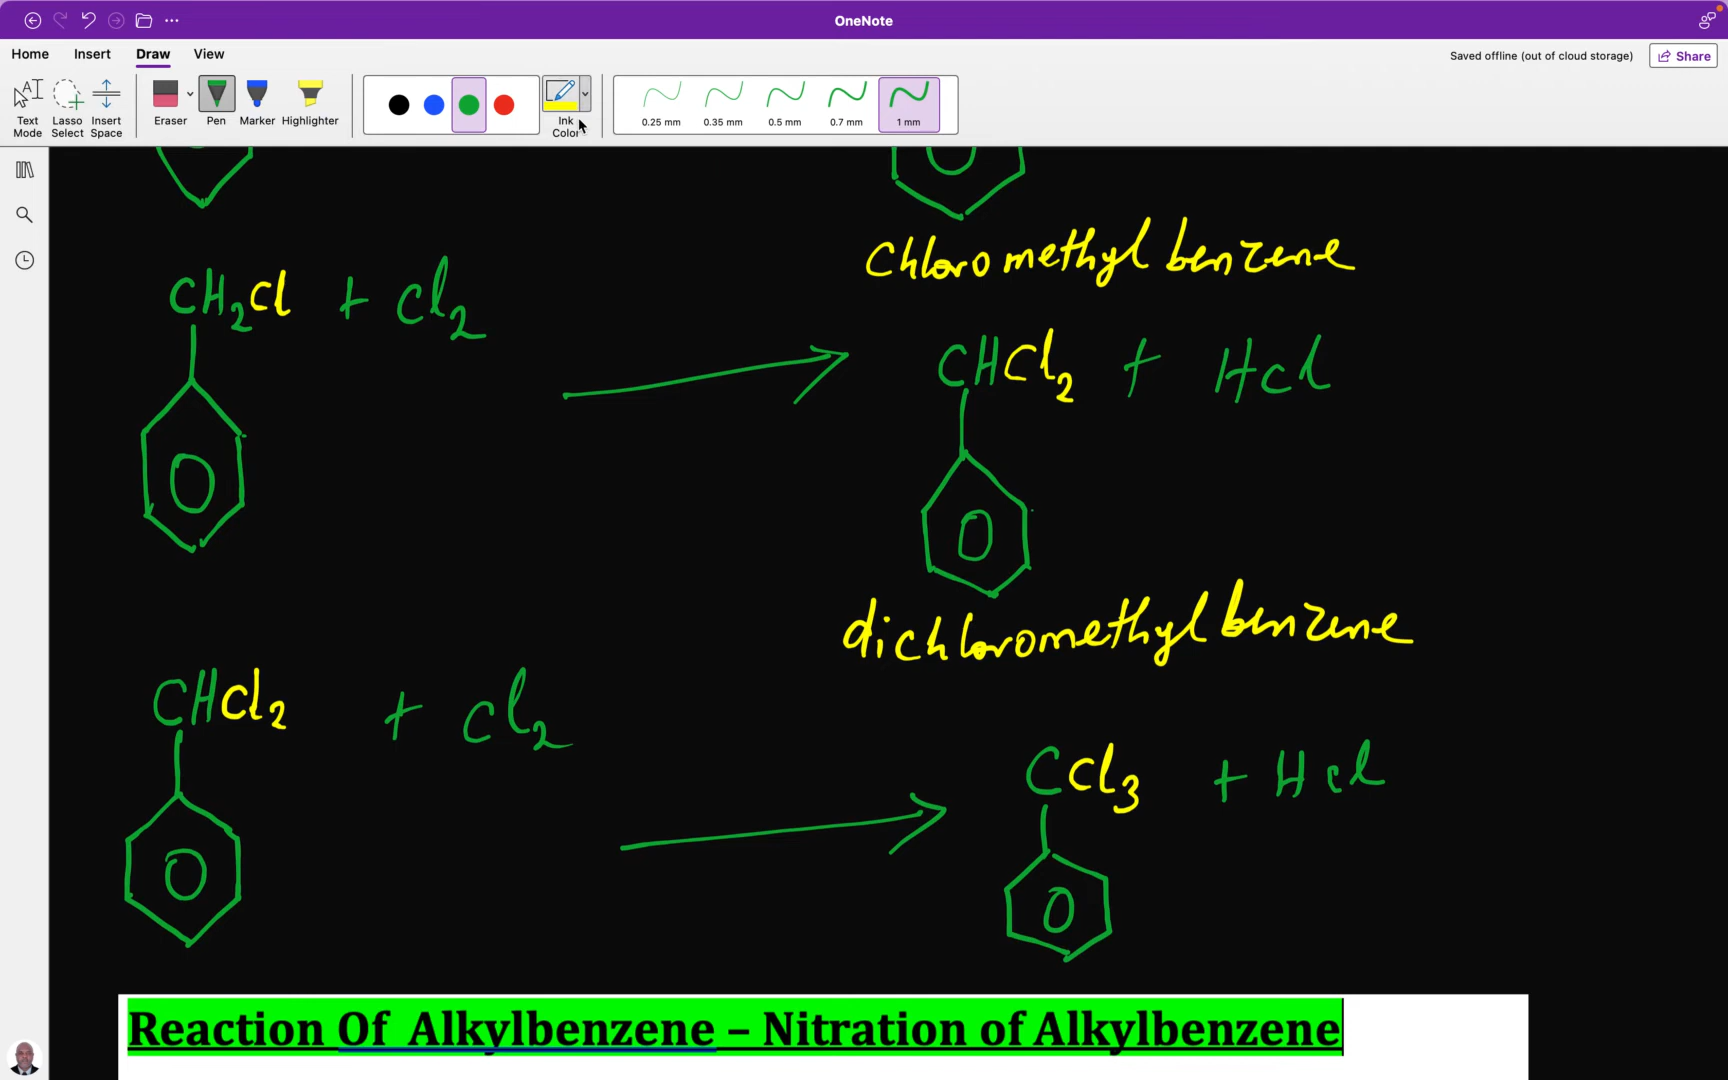 OneNote
Home Insert Draw View
Saved offline (out of cloud storage) Share
Text Mode
Lasso Select
Insert Space
Eraser
Pen
Marker
Highlighter
Ink Color
0.25 mm
0.35 mm
0.5 mm
0.7 mm
1 mm
Chloromethyl benzene
CH₂Cl + Cl₂
CHCl₂ + HCl
dichloromethyl benzene
CHCl₂ + Cl₂
CCl₃ + HCl
Reaction Of Alkylbenzene – Nitration of Alkylbenzene